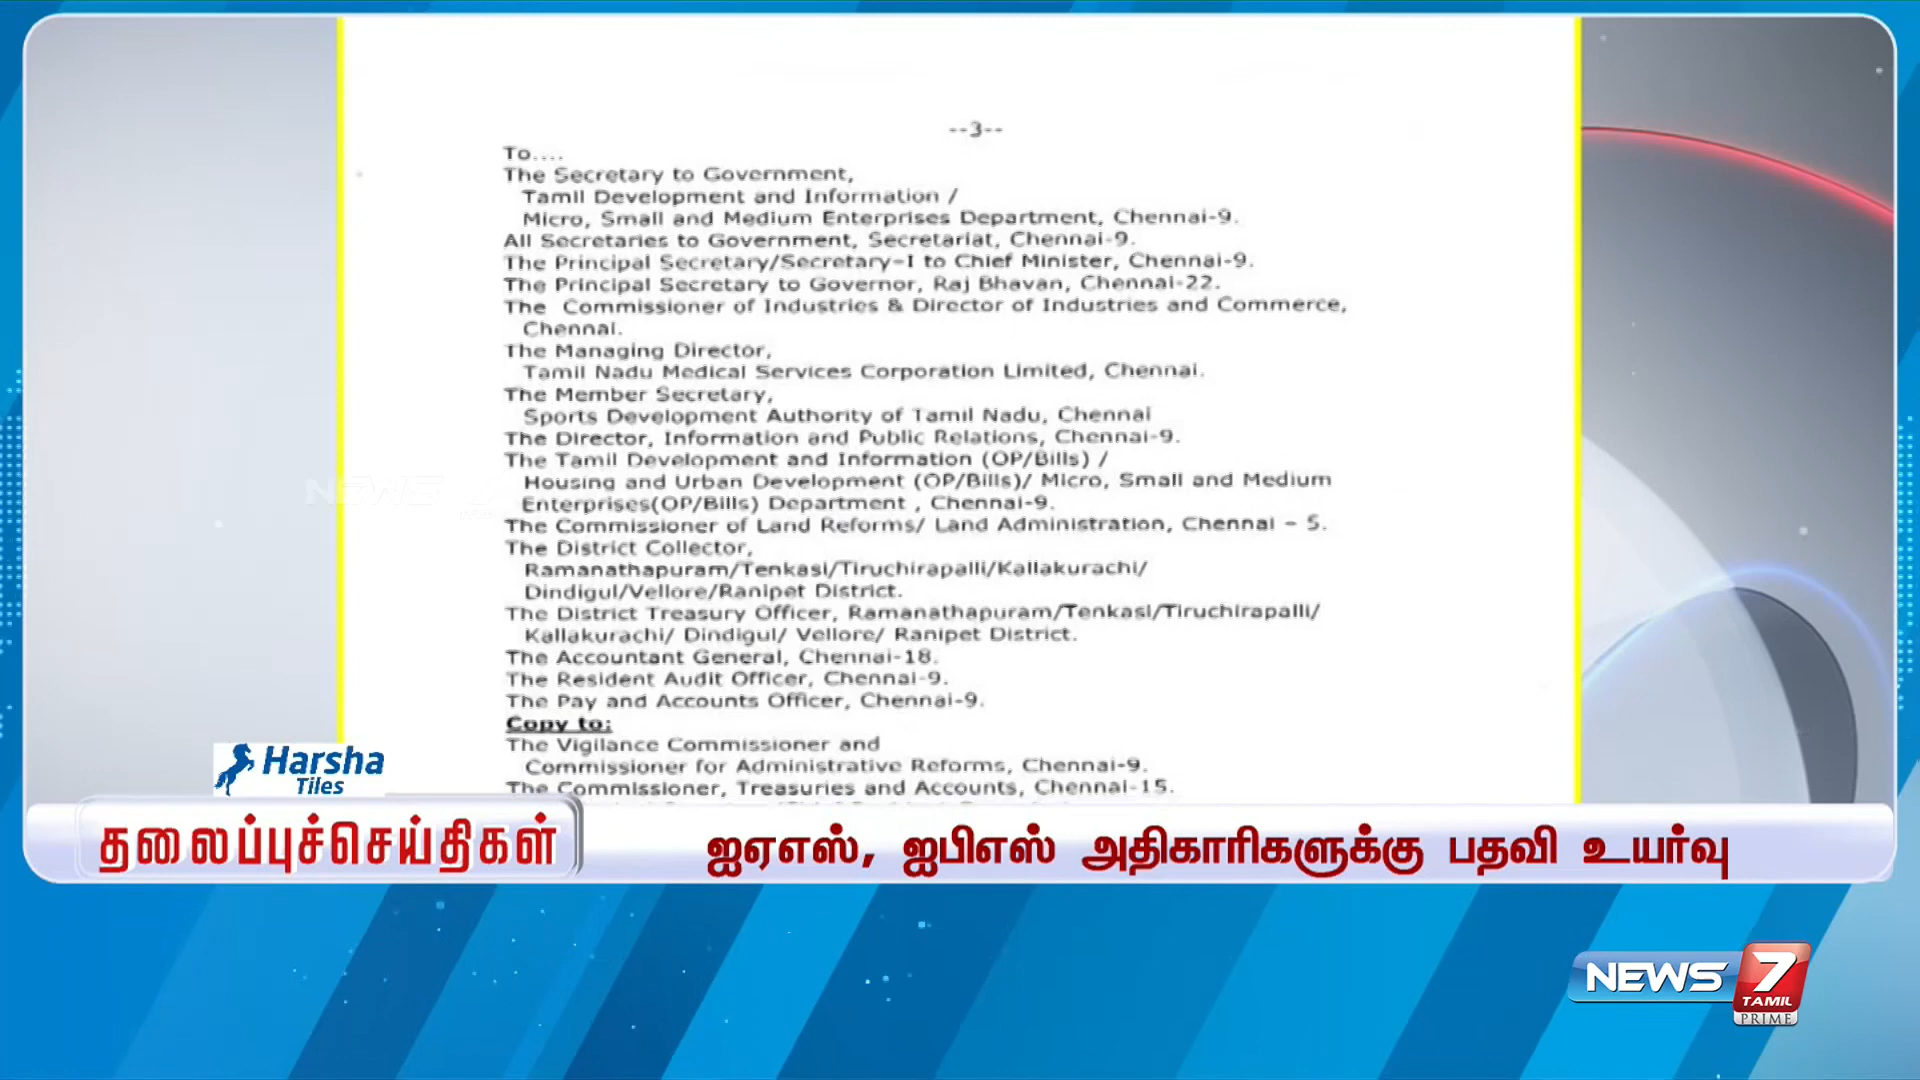 --3--
To....
The Secretary to Government,
Tamil Development and Information /
Micro, Small and Medium Enterprises Department, Chennai-9.
All Secretaries to Government, Secretariat, Chennai-9.
The Principal Secretary/Secretary-I to Chief Minister, Chennai-9.
The Principal Secretary to Governor, Raj Bhavan, Chennai-22.
The Commissioner of Industries & Director of Industries and Commerce,
Chennai.
The Managing Director,
Tamil Nadu Medical Services Corporation Limited, Chennai.
The Member Secretary,
Sports Development Authority of Tamil Nadu, Chennai
The Director, Information and Public Relations, Chennai-9.
The Tamil Development and Information (OP/Bills) /
Housing and Urban Development (OP/Bills)/ Micro, Small and Medium
Enterprises(OP/Bills) Department , Chennai-9.
The Commissioner of Land Reforms/ Land Administration, Chennai – 5.
The District Collector,
Ramanathapuram/Tenkasi/Tiruchirapalli/Kallakurachi/
Dindigul/Vellore/Ranipet District.
The District Treasury Officer, Ramanathapuram/Tenkasi/Tiruchirapalli/
Kallakurachi/ Dindigul/ Vellore/ Ranipet District.
The Accountant General, Chennai-18.
The Resident Audit Officer, Chennai-9.
The Pay and Accounts Officer, Chennai-9.
Copy to:
The Vigilance Commissioner and
Commissioner for Administrative Reforms, Chennai-9.
The Commissioner, Treasuries and Accounts, Chennai-15.
Harsha
Tiles
தலைப்புச்செய்திகள்
ஐஏஎஸ், ஐபிஎஸ் அதிகாரிகளுக்கு பதவி உயர்வு
NEWS 7
TAMIL
PRIME